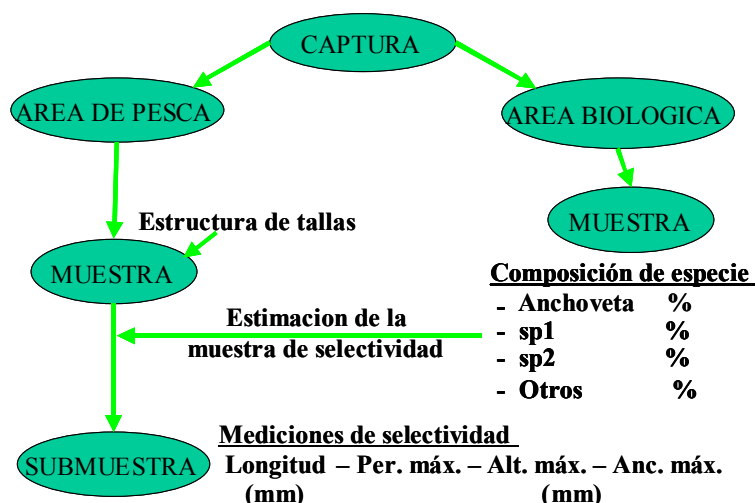 CAPTURA
AREA DE PESCA
AREA BIOLOGICA
Estructura de tallas
MUESTRA
MUESTRA
Composición de especie
- Anchoveta %
- sp1 %
- sp2 %
- Otros %
Estimacion de la
muestra de selectividad
SUBMUESTRA
Mediciones de selectividad
Longitud – Per. máx. – Alt. máx. – Anc. máx.
(mm) (mm)